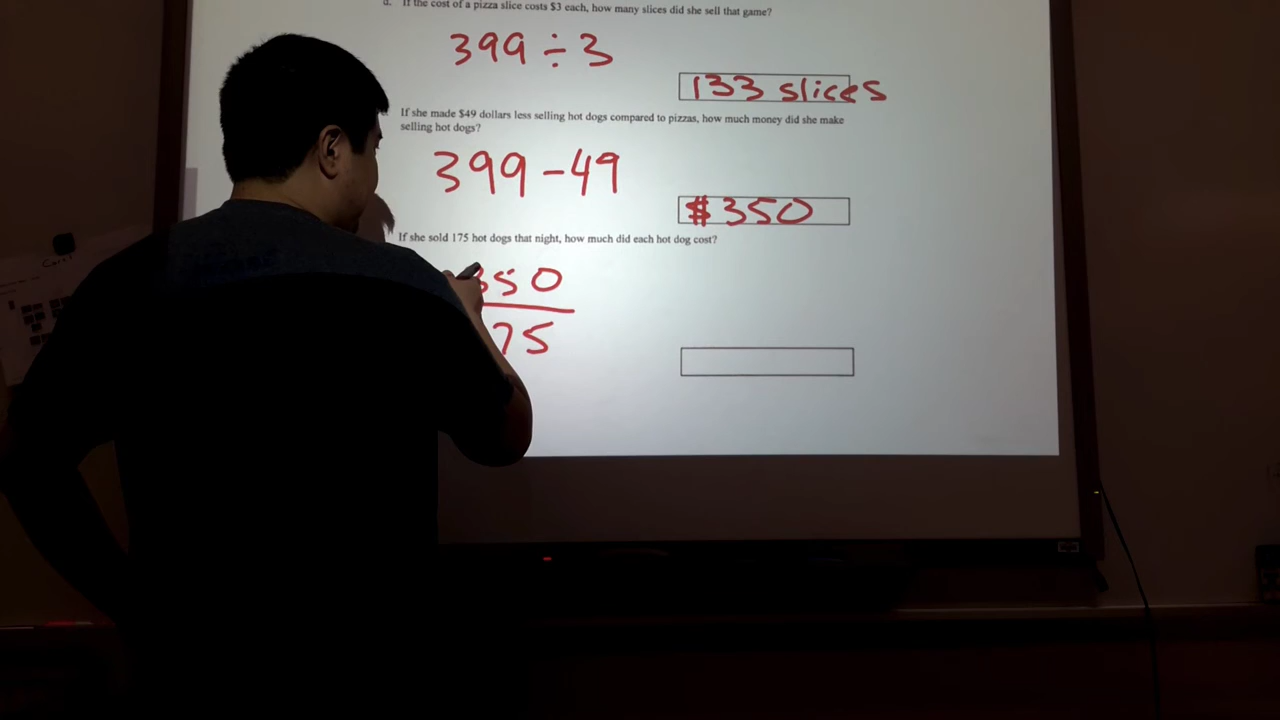 d. If the cost of a pizza slice costs $3 each, how many slices did she sell that game?
399 ÷ 3
133 slices
If she made $49 dollars less selling hot dogs compared to pizzas, how much money did she make
selling hot dogs?
399 - 49
$350
If she sold 175 hot dogs that night, how much did each hot dog cost?
350
75
Carol